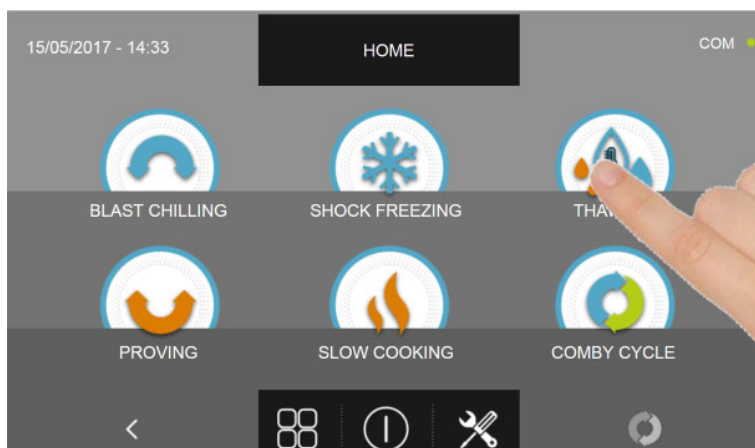 15/05/2017 - 14:33
HOME
COM
BLAST CHILLING
SHOCK FREEZING
PROVING
SLOW COOKING
COMBY CYCLE